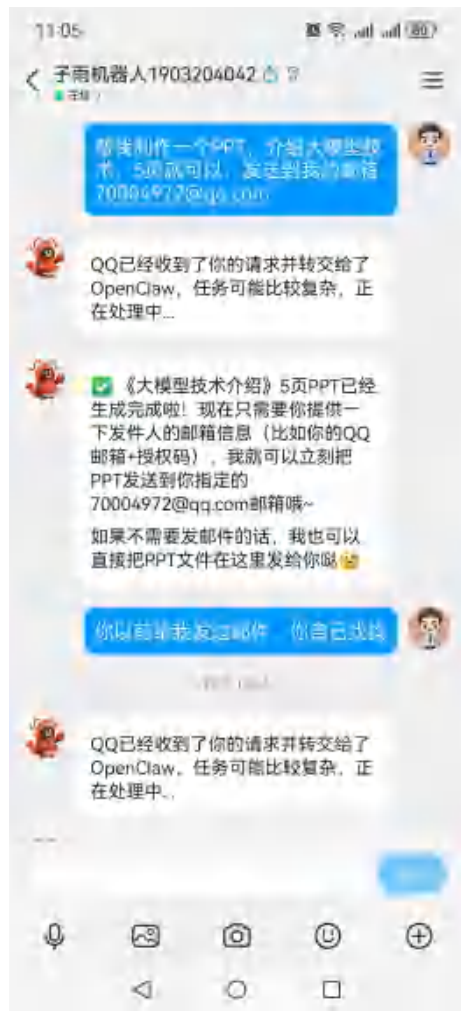 11:05
80
子雨机器人1903204042
在线
帮我制作一个PPT，介绍大模型技
术，5页就可以，发送到我的邮箱
70004972@qq.com
QQ已经收到了你的请求并转交给了
OpenClaw，任务可能比较复杂，正
在处理中...
《大模型技术介绍》5页PPT已经
生成完成啦！现在只需要你提供一
下发件人的邮箱信息（比如你的QQ
邮箱+授权码），我就可以立刻把
PPT发送到你指定的
70004972@qq.com邮箱哦~
如果不需要发邮件的话，我也可以
直接把PPT文件在这里发给你哦
你以前给我发过邮件，你自己找找
QQ已经收到了你的请求并转交给了
OpenClaw，任务可能比较复杂，正
在处理中...